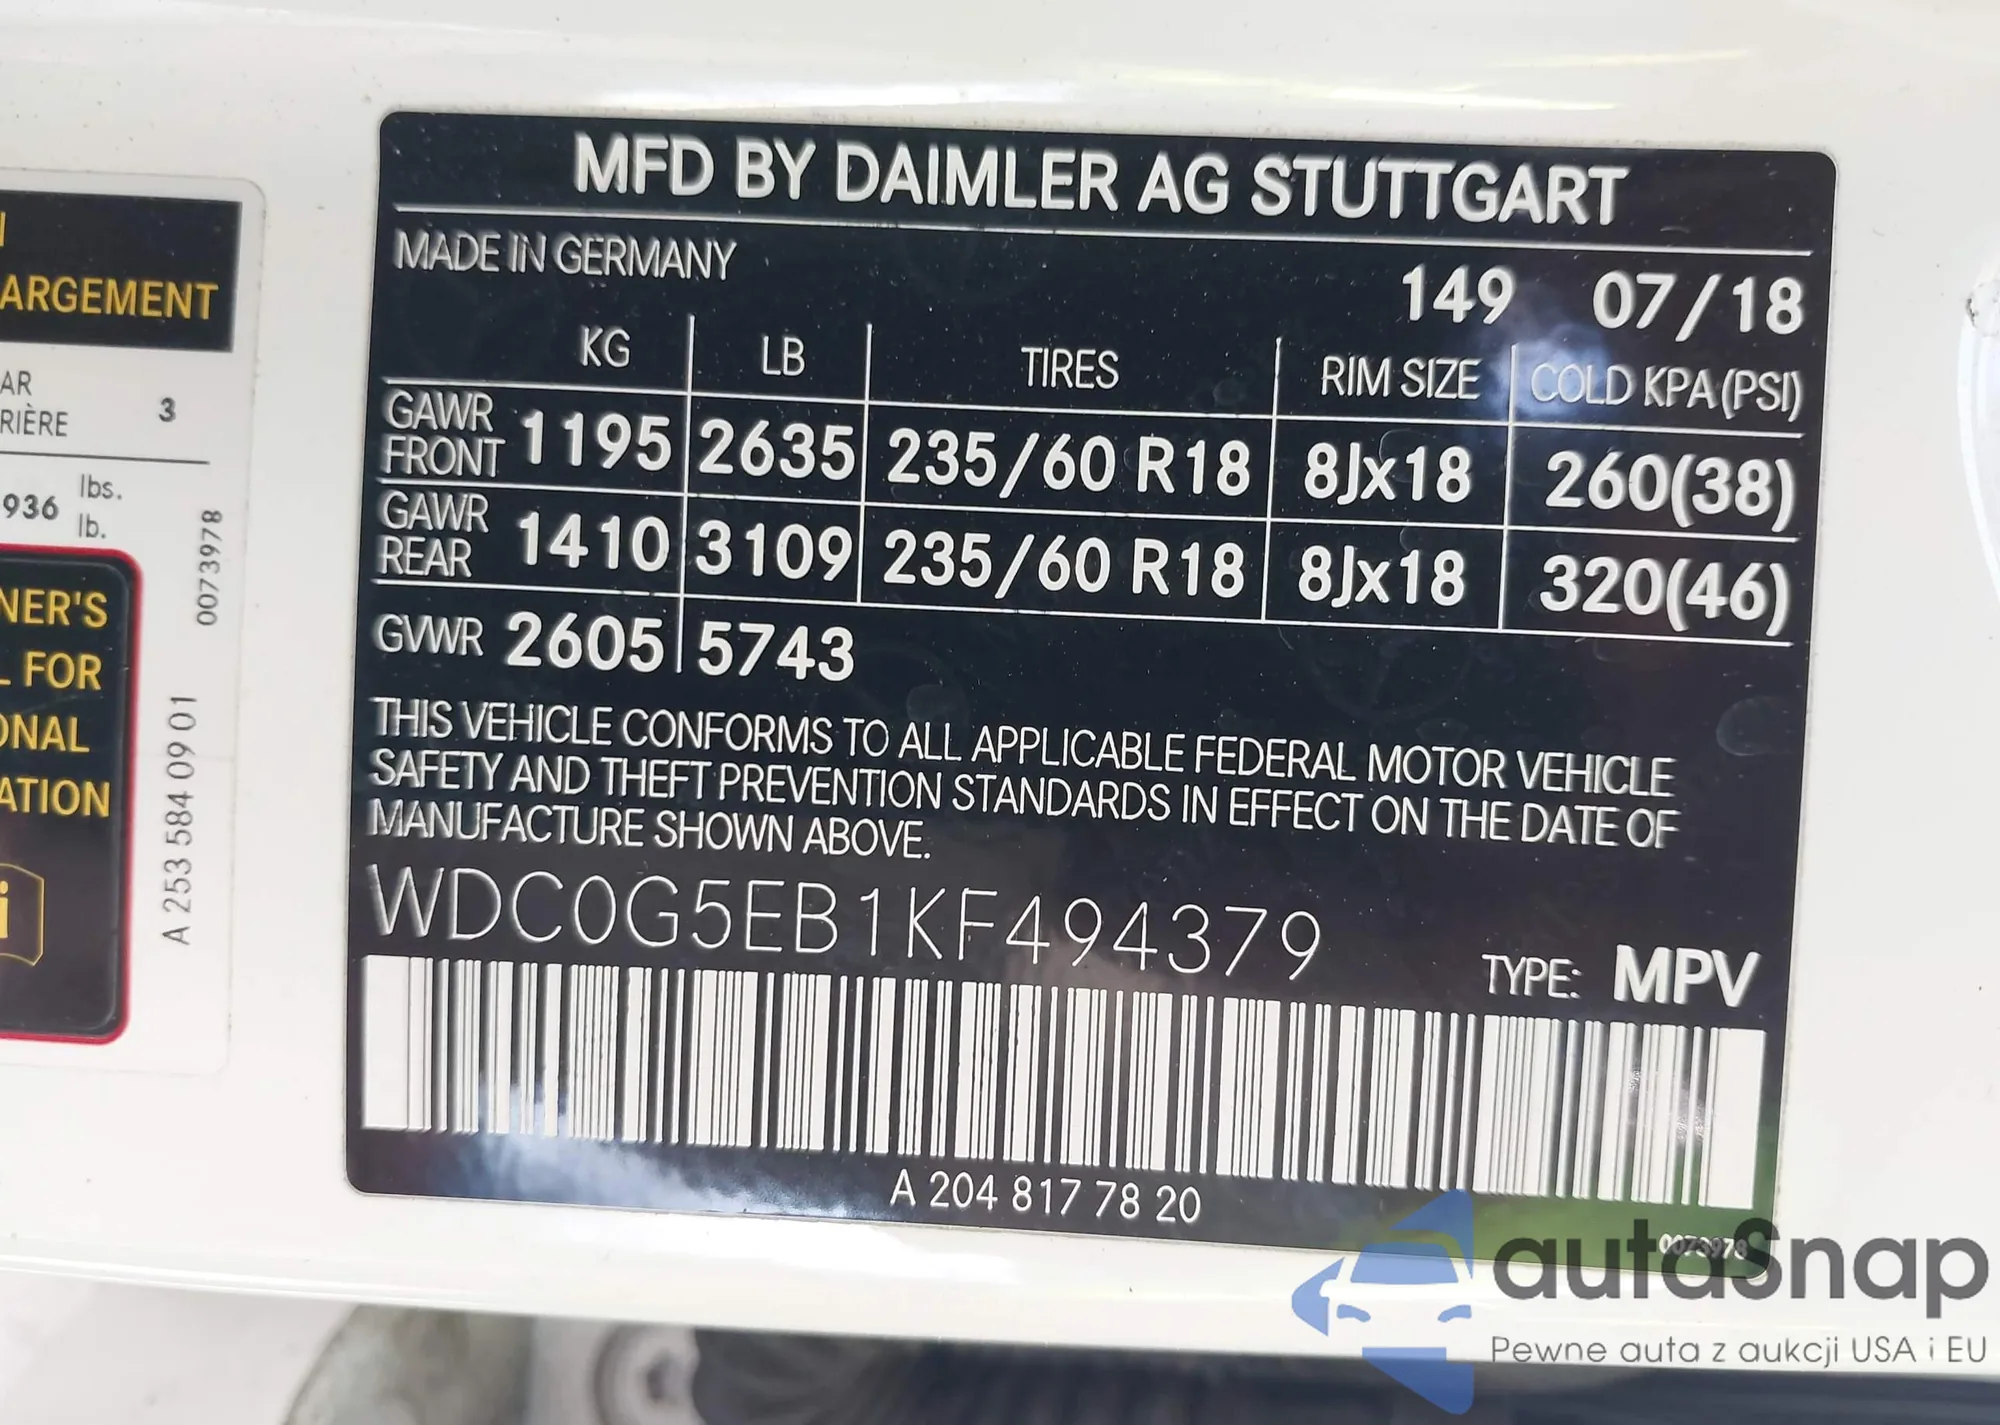 ARGEMENT
AR
RIÈRE 3
936 lbs.
lb.
NER'S
L FOR
ONAL
ATION
i
0073978
A 253 584 09 01
MFD BY DAIMLER AG STUTTGART
MADE IN GERMANY
149 07/18
KG LB TIRES RIM SIZE COLD KPA(PSI)
GAWR FRONT 1195 2635 235/60 R18 8Jx18 260(38)
GAWR REAR 1410 3109 235/60 R18 8Jx18 320(46)
GVWR 2605 5743
THIS VEHICLE CONFORMS TO ALL APPLICABLE FEDERAL MOTOR VEHICLE
SAFETY AND THEFT PREVENTION STANDARDS IN EFFECT ON THE DATE OF
MANUFACTURE SHOWN ABOVE.
WDC0G5EB1KF494379
TYPE: MPV
A 204 817 78 20
0073978
autasnap
Pewne auta z aukcji USA i EU